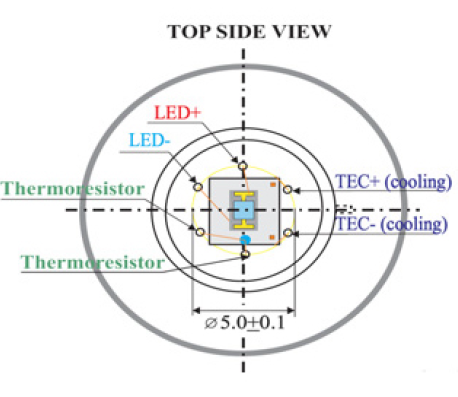 TOP SIDE VIEW
LED+
LED-
TEC+ (cooling)
Thermoresistor
TEC- (cooling)
Thermoresistor
⌀5.0±0.1